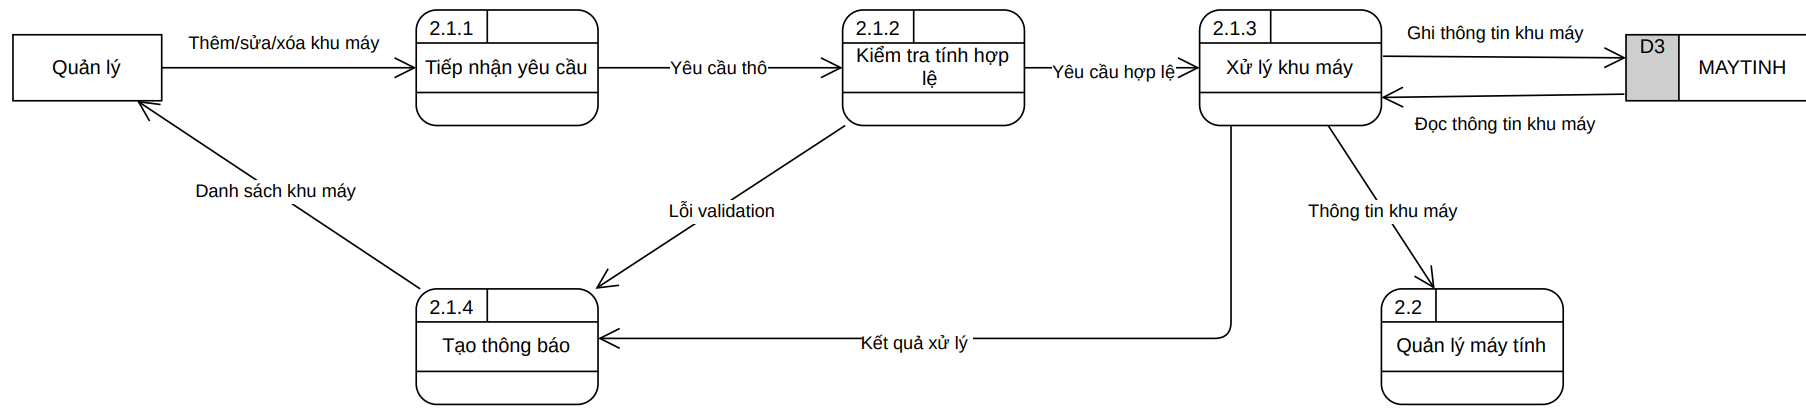 2.1.1
2.1.2
2.1.3
Quản lý
Thêm/sửa/xóa khu máy
Tiếp nhận yêu cầu
Yêu cầu thô
Kiểm tra tính hợp
lệ
Yêu cầu hợp lệ
Xử lý khu máy
Ghi thông tin khu máy
D3
MAYTINH
Đọc thông tin khu máy
Danh sách khu máy
Lỗi validation
Thông tin khu máy
2.1.4
Tạo thông báo
Kết quả xử lý
2.2
Quản lý máy tính